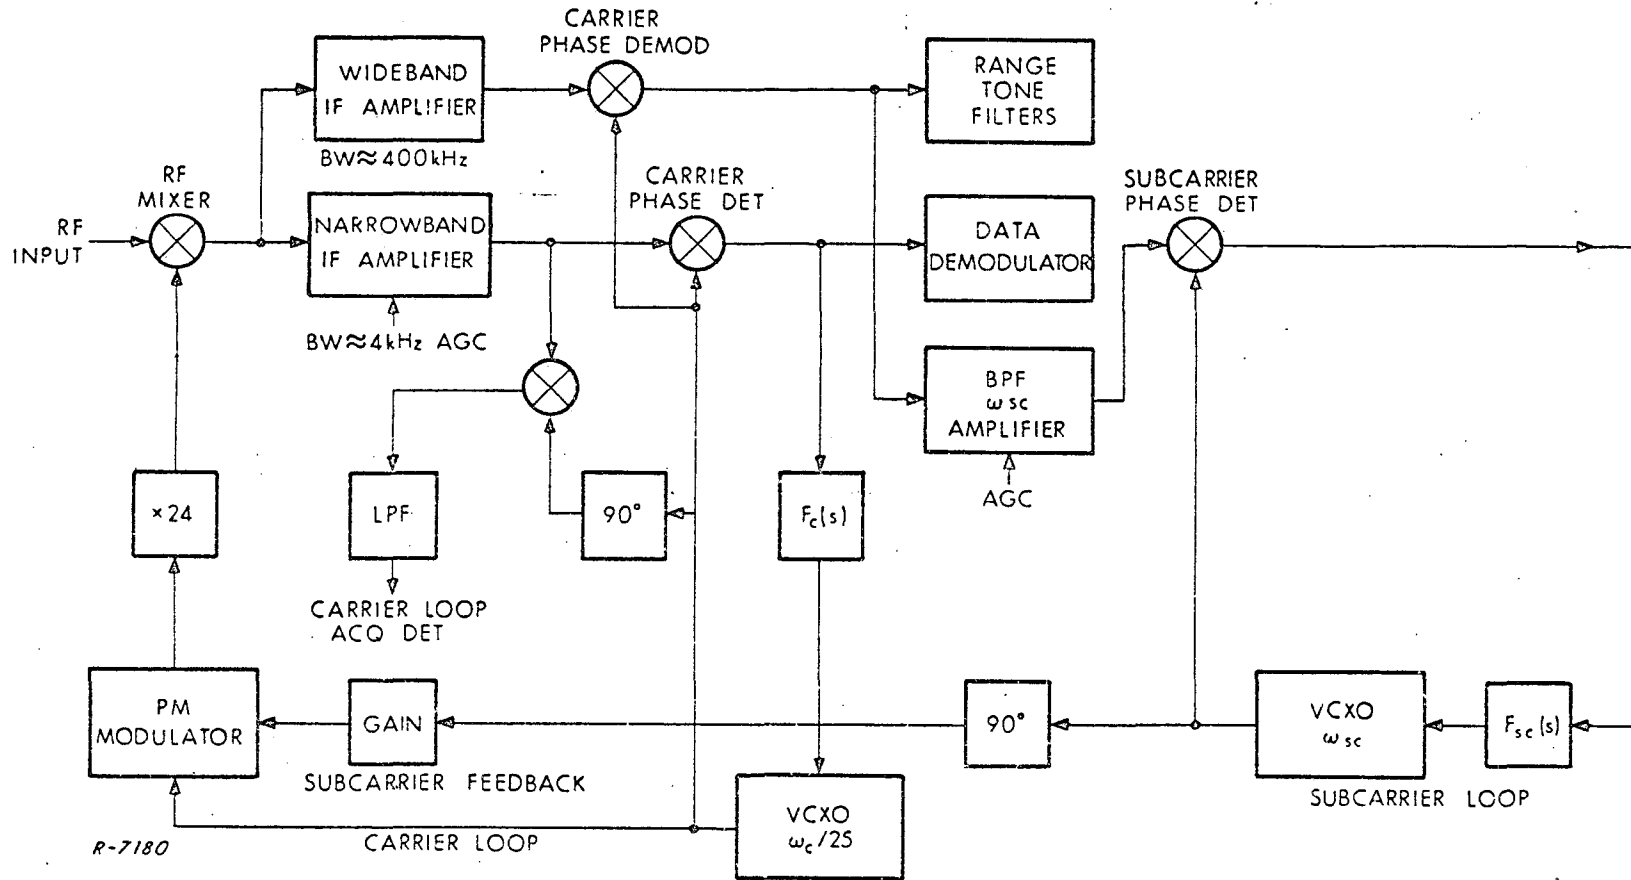 CARRIER
PHASE DEMOD
WIDEBAND
IF AMPLIFIER
BW≈400kHz
RANGE
TONE
FILTERS
RF
MIXER
RF
INPUT
NARROWBAND
IF AMPLIFIER
BW≈4kHz AGC
CARRIER
PHASE DET
DATA
DEMODULATOR
SUBCARRIER
PHASE DET
BPF
ωsc
AMPLIFIER
AGC
×24
LPF
90°
Fc(s)
CARRIER LOOP
ACQ DET
PM
MODULATOR
GAIN
SUBCARRIER FEEDBACK
90°
VCXO
ωsc
Fsc(s)
SUBCARRIER LOOP
VCXO
ωc/25
CARRIER LOOP
R-7180